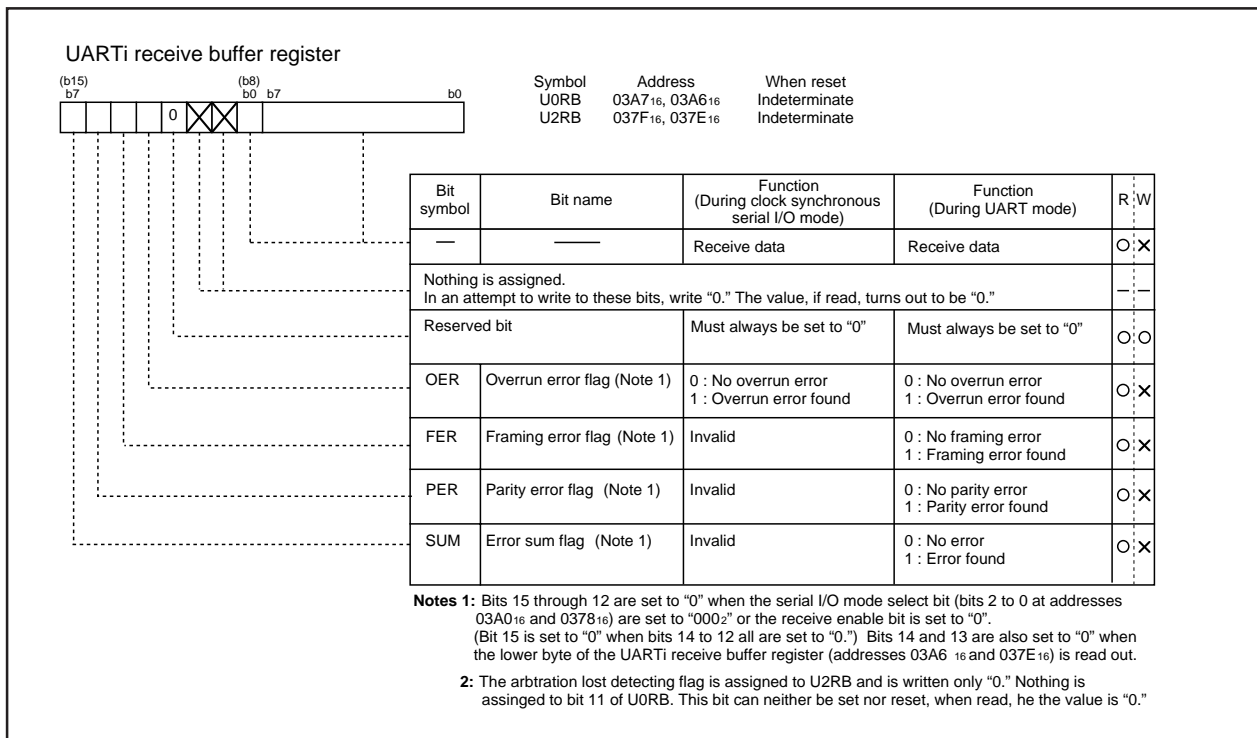 UARTi receive buffer register
(b15) (b8)
b7 b0 b7 b0
0
Symbol Address When reset
U0RB 03A716, 03A616 Indeterminate
U2RB 037F16, 037E16 Indeterminate
Bit symbol Bit name Function (During clock synchronous serial I/O mode) Function (During UART mode) R W
— —— Receive data Receive data O X
Nothing is assigned.
In an attempt to write to these bits, write “0.” The value, if read, turns out to be “0.” – –
Reserved bit Must always be set to “0” Must always be set to “0” O O
OER Overrun error flag (Note 1) 0 : No overrun error 0 : No overrun error O X
1 : Overrun error found 1 : Overrun error found
FER Framing error flag (Note 1) Invalid 0 : No framing error O X
1 : Framing error found
PER Parity error flag (Note 1) Invalid 0 : No parity error O X
1 : Parity error found
SUM Error sum flag (Note 1) Invalid 0 : No error O X
1 : Error found
Notes 1: Bits 15 through 12 are set to “0” when the serial I/O mode select bit (bits 2 to 0 at addresses
03A016 and 037816) are set to “0002” or the receive enable bit is set to “0”.
(Bit 15 is set to “0” when bits 14 to 12 all are set to “0.”) Bits 14 and 13 are also set to “0” when
the lower byte of the UARTi receive buffer register (addresses 03A6 16 and 037E16) is read out.
2: The arbtration lost detecting flag is assigned to U2RB and is written only “0.” Nothing is
assinged to bit 11 of U0RB. This bit can neither be set nor reset, when read, he the value is “0.”